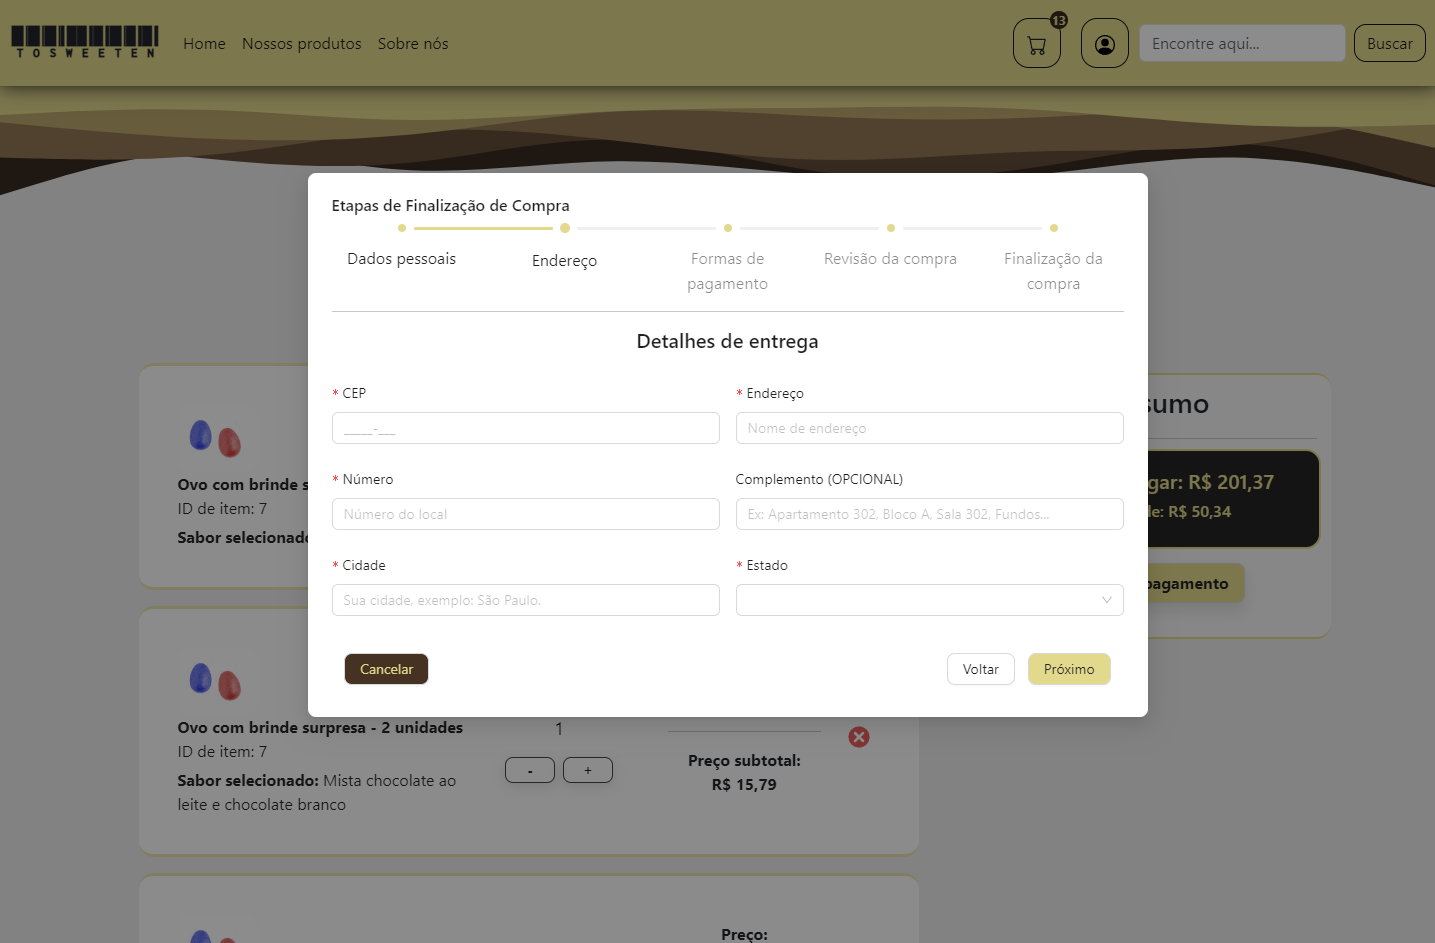 TOSWEETEN
Home Nossos produtos Sobre nós
13
Encontre aqui...
Buscar
Etapas de Finalização de Compra
Dados pessoais
Endereço
Formas de
pagamento
Revisão da compra
Finalização da
compra
Detalhes de entrega
* CEP
_____-___
* Endereço
Nome de endereço
* Número
Número do local
Complemento (OPCIONAL)
Ex: Apartamento 302, Bloco A, Sala 302, Fundos...
* Cidade
Sua cidade, exemplo: São Paulo.
* Estado
Cancelar
Voltar
Próximo
Ovo com brinde s
ID de item: 7
Sabor selecionado
sumo
gar: R$ 201,37
le: R$ 50,34
pagamento
Ovo com brinde surpresa - 2 unidades
ID de item: 7
Sabor selecionado: Mista chocolate ao
leite e chocolate branco
1
-
+
Preço subtotal:
R$ 15,79
Preço: